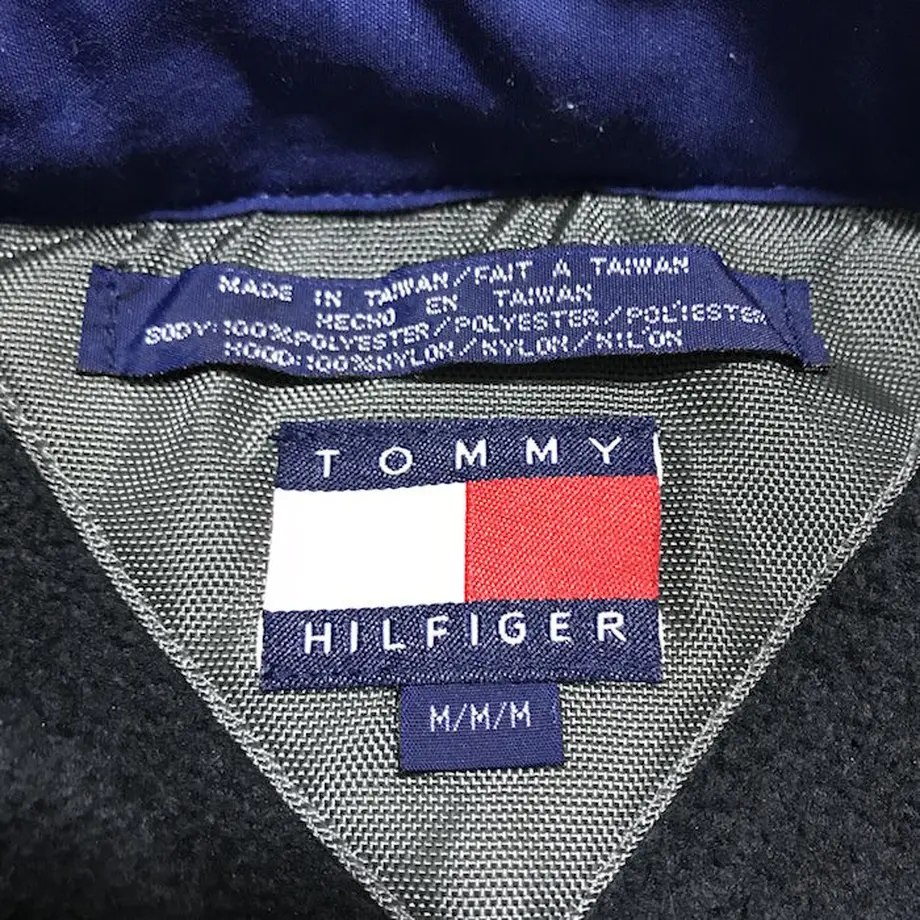 MADE IN TAIWAN/FAIT A TAIWAN
HECHO EN TAIWAN
BODY:100%POLYESTER/POLYESTER/POLIESTER
HOOD:100%NYLON/NYLON/NILON
TOMMY
HILFIGER
M/M/M